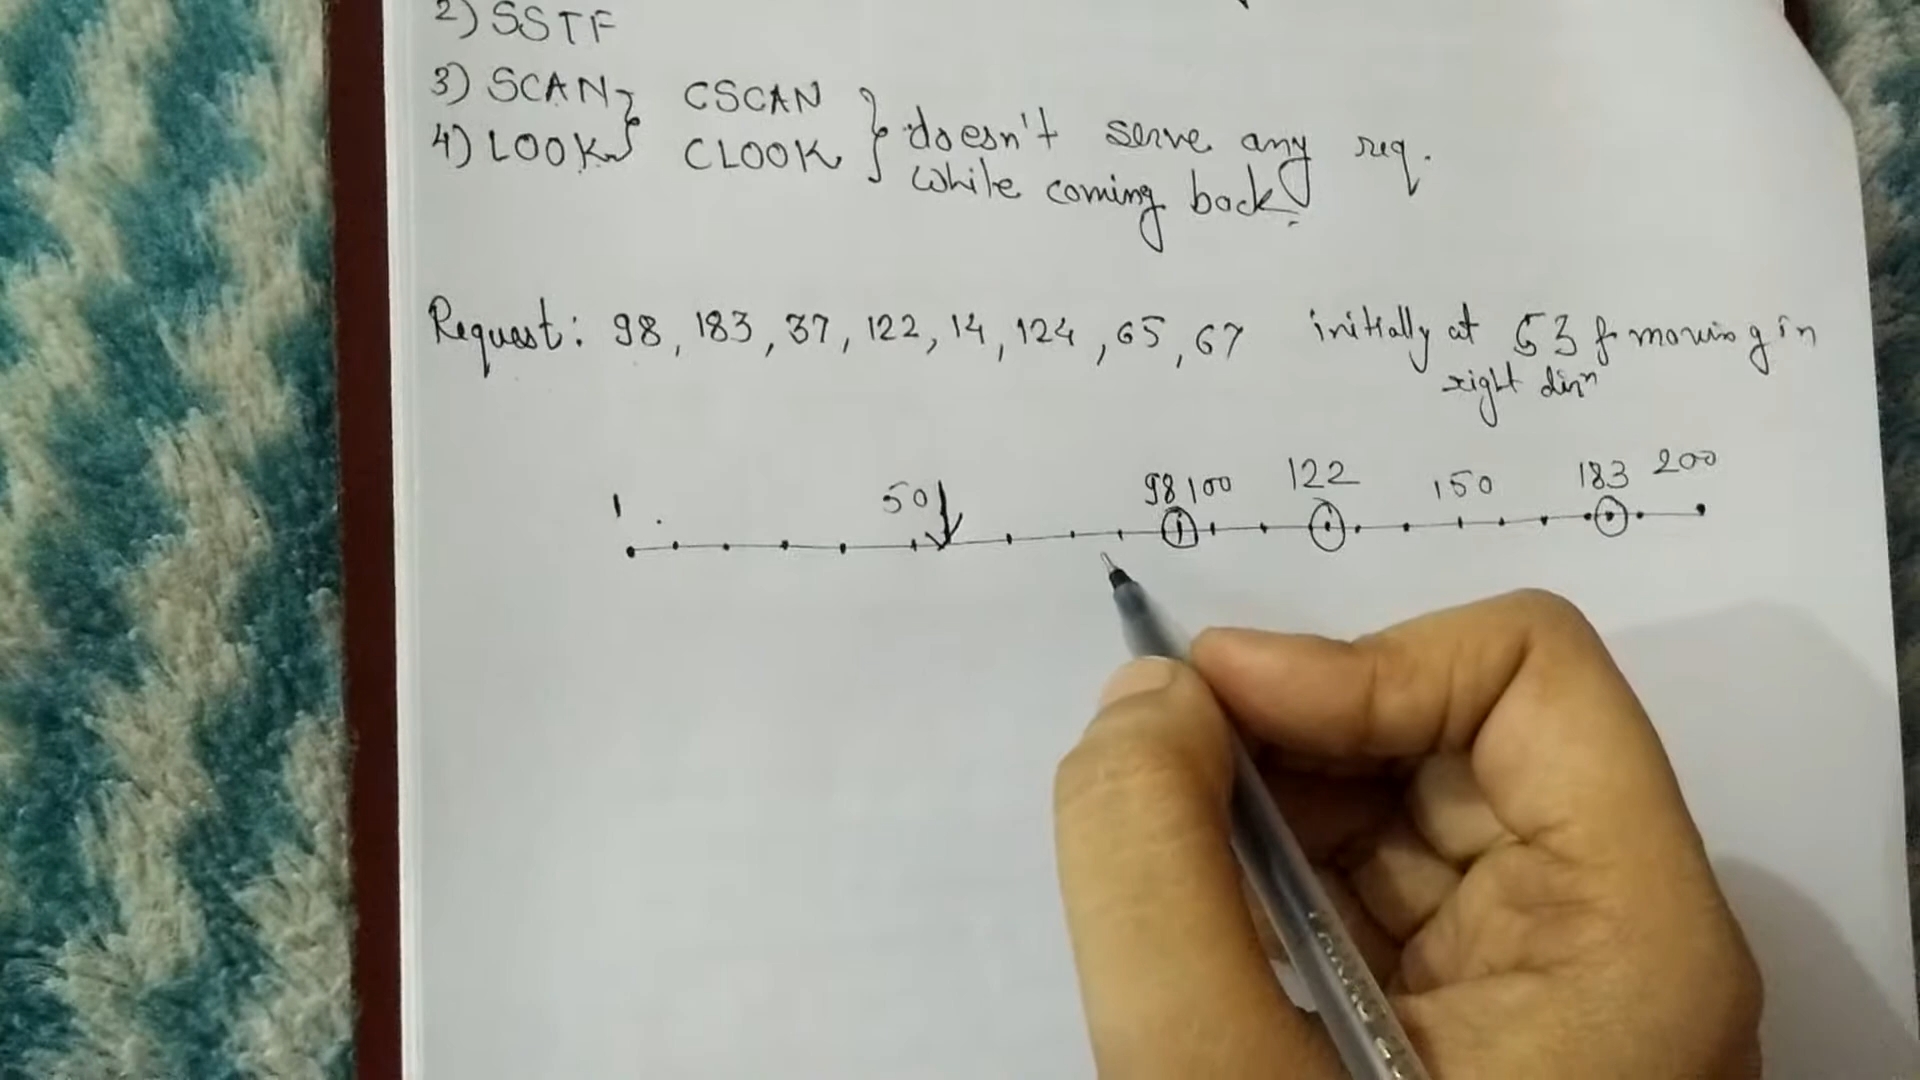 2) SSTF
3) SCAN } CSCAN
4) LOOK } CLOOK } doesn't serve any req.
while coming back.
Request: 98, 183, 37, 122, 14, 124, 65, 67 initially at 53 & moving in
right dirn
1 50 98 100 122 150 183 200